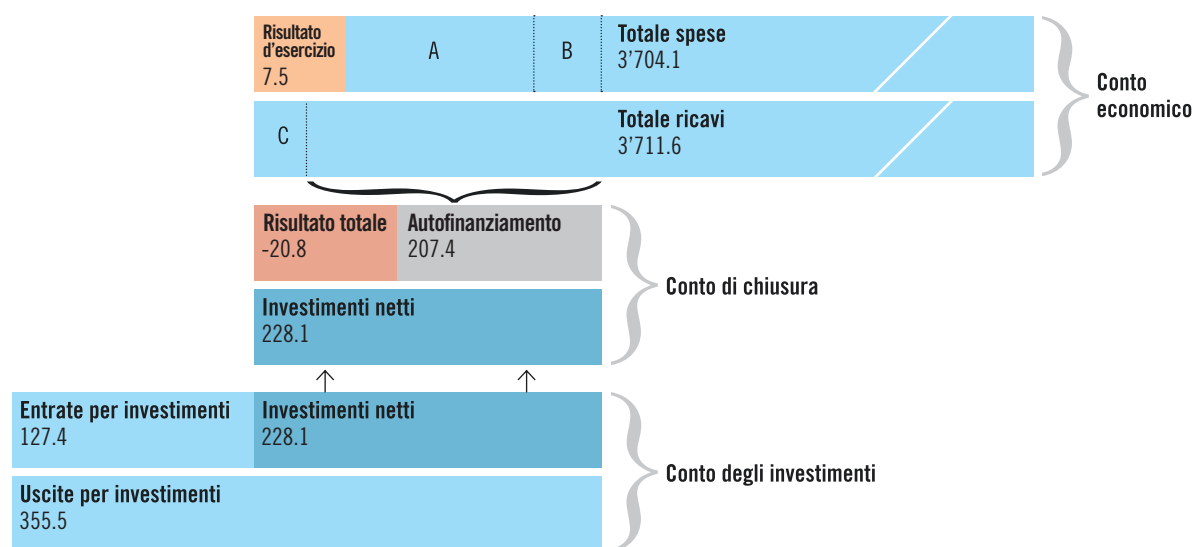 Risultato
d'esercizio
7.5
A
B
Totale spese
3'704.1
C
Totale ricavi
3'711.6
Conto
economico
Risultato totale
-20.8
Autofinanziamento
207.4
Investimenti netti
228.1
Conto di chiusura
Entrate per investimenti
127.4
Investimenti netti
228.1
Uscite per investimenti
355.5
Conto degli investimenti